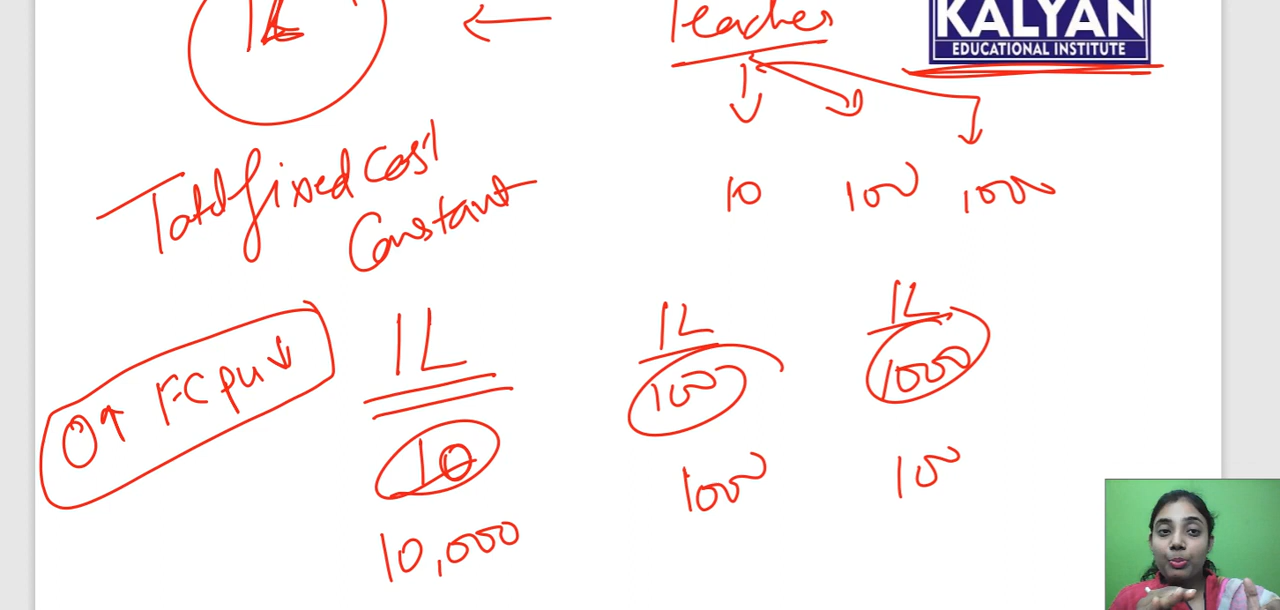 1L
Teacher
KALYAN
EDUCATIONAL INSTITUTE
10 100 1000
Total fixed cost
Constant
O↑ FC pu↓
1L
10
10,000
1L
100
1000
1L
1000
100